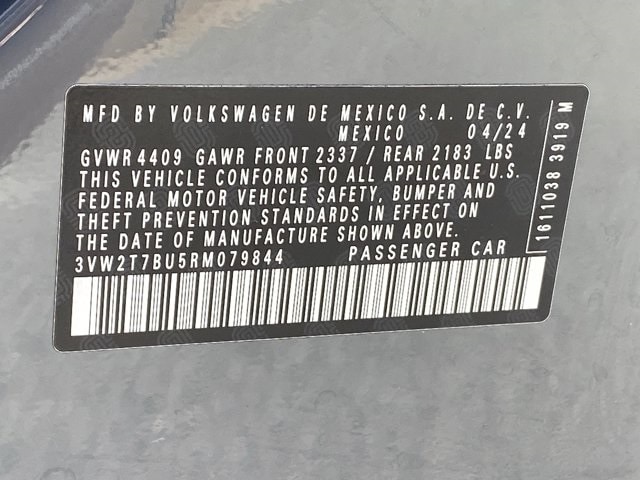 MFD BY VOLKSWAGEN DE MEXICO S.A. DE C.V.
MEXICO 04/24
GVWR 4409 GAWR FRONT 2337 / REAR 2183 LBS
THIS VEHICLE CONFORMS TO ALL APPLICABLE U.S.
FEDERAL MOTOR VEHICLE SAFETY, BUMPER AND
THEFT PREVENTION STANDARDS IN EFFECT ON
THE DATE OF MANUFACTURE SHOWN ABOVE.
3VW2T7BU5RM079844 PASSENGER CAR
1611038 3919 M